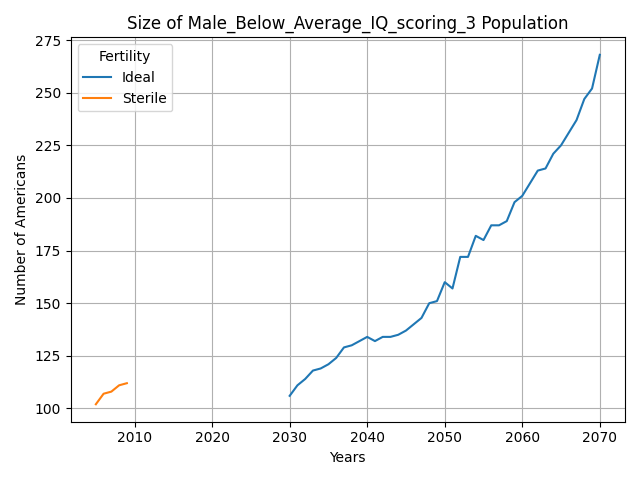 Size of Male_Below_Average_IQ_scoring_3 Population
Fertility
Ideal
Sterile
Number of Americans
275
250
225
200
175
150
125
100
2010 2020 2030 2040 2050 2060 2070
Years